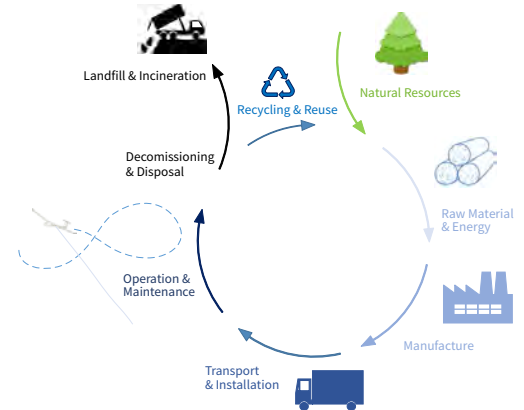 Landfill & Incineration
Recycling & Reuse
Natural Resources
Decomissioning
& Disposal
Raw Material
& Energy
Operation &
Maintenance
Manufacture
Transport
& Installation